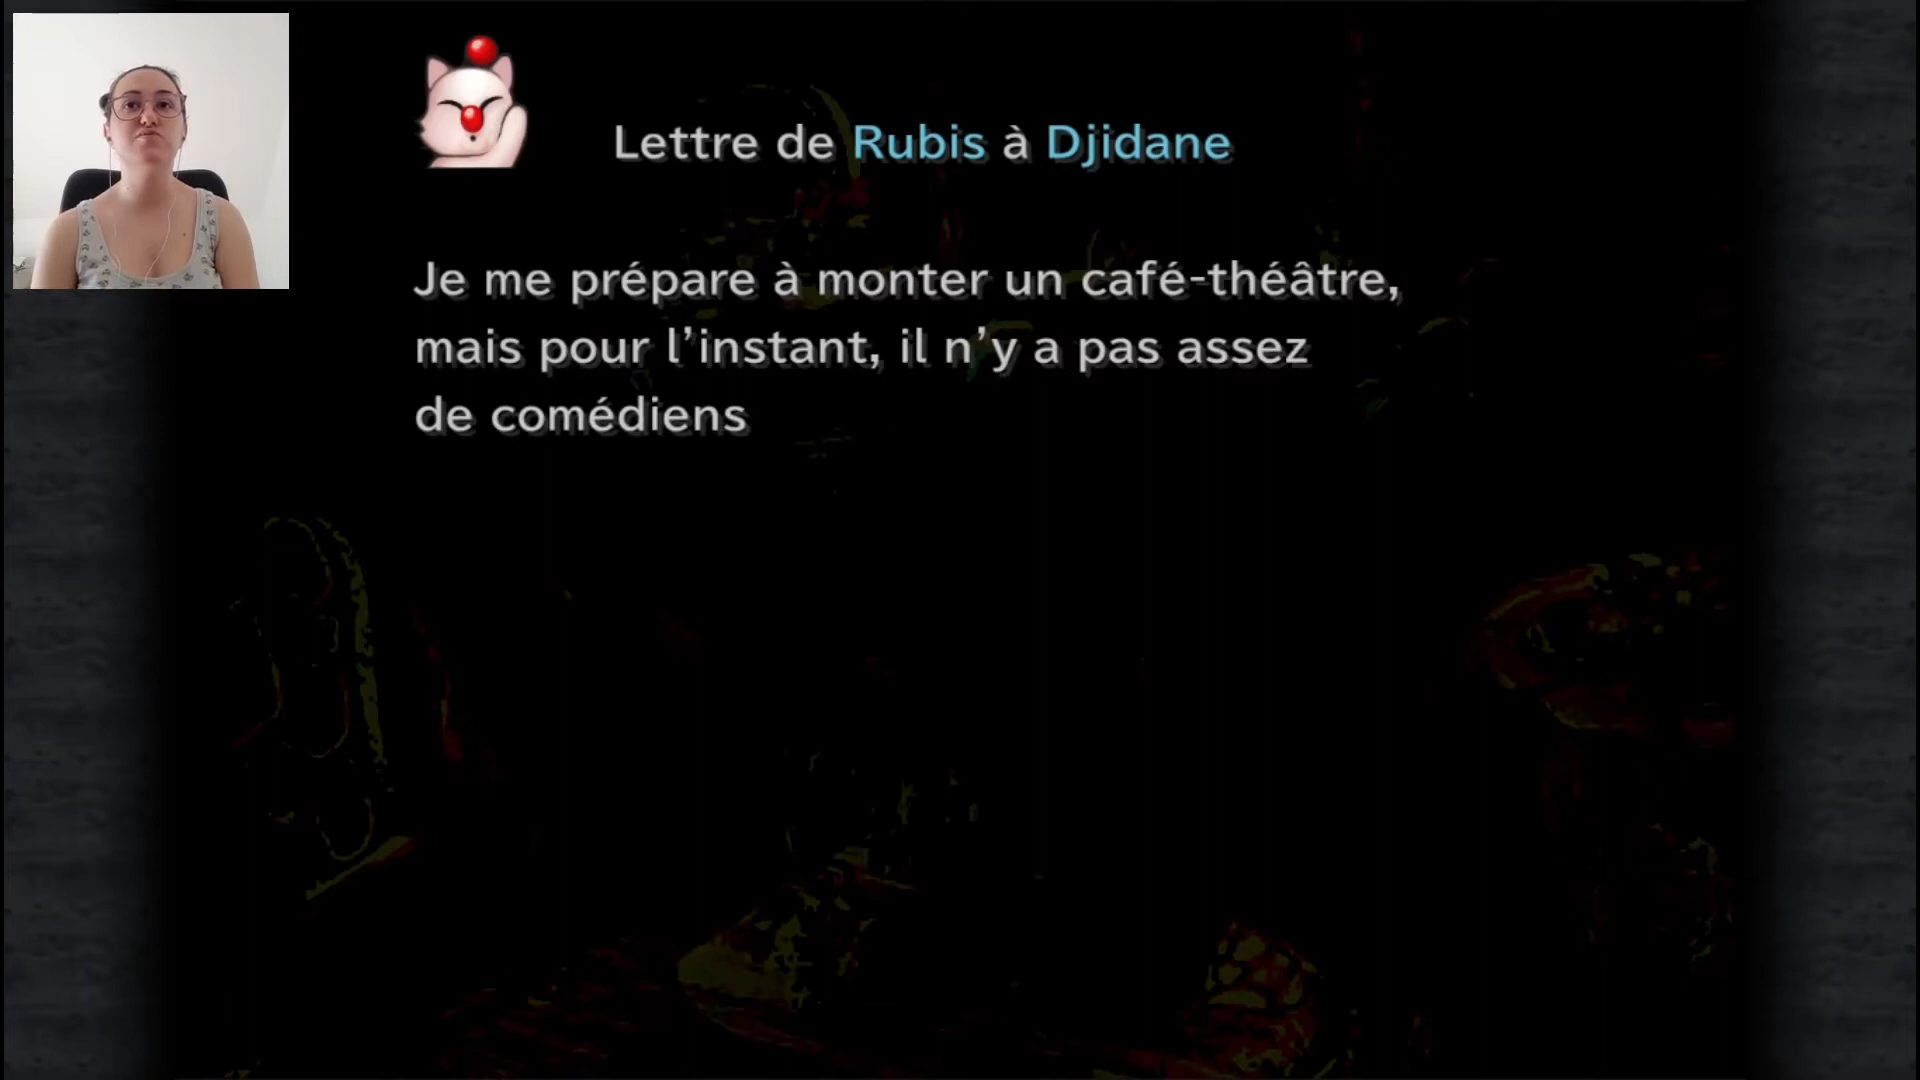 Lettre de Rubis à Djidane
Je me prépare à monter un café-théâtre,
mais pour l’instant, il n’y a pas assez
de comédiens